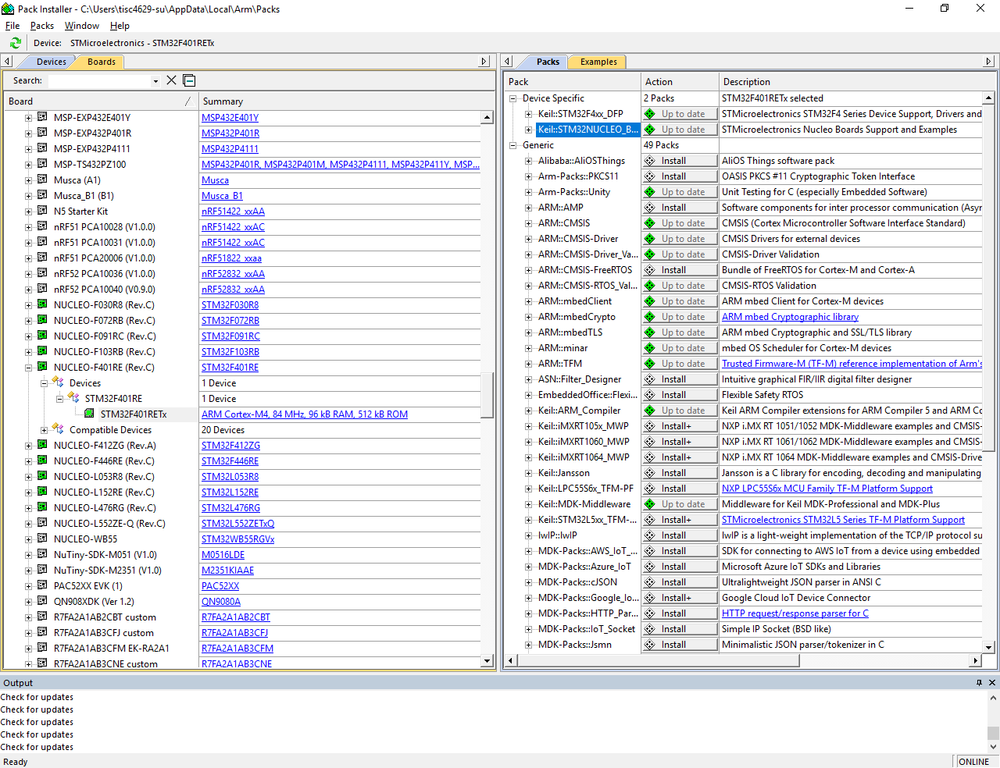 Pack Installer - C:\Users\tisc4629-su\AppData\Local\Arm\Packs
File Packs Window Help
Device: STMicroelectronics - STM32F401RETx
Devices Boards
Search:
Board Summary
MSP-EXP432E401Y MSP432E401Y
MSP-EXP432P401R MSP432P401R
MSP-EXP432P4111 MSP432P4111
MSP-TS432PZ100 MSP432P401R, MSP432P401M, MSP432P4111, MSP432P411Y, MSP...
Musca (A1) Musca
Musca_B1 (B1) Musca_B1
N5 Starter Kit nRF51422_xxAA
nRF51 PCA10028 (V1.0.0) nRF51422_xxAC
nRF51 PCA10031 (V1.0.0) nRF51422_xxAC
nRF51 PCA20006 (V1.0.0) nRF51822_xxaa
nRF52 PCA10036 (V1.0.0) nRF52832_xxAA
nRF52 PCA10040 (V0.9.0) nRF52832_xxAA
NUCLEO-F030R8 (Rev.C) STM32F030R8
NUCLEO-F072RB (Rev.C) STM32F072RB
NUCLEO-F091RC (Rev.C) STM32F091RC
NUCLEO-F103RB (Rev.C) STM32F103RB
NUCLEO-F401RE (Rev.C) STM32F401RE
Devices 1 Device
STM32F401RE 1 Device
STM32F401RETx ARM Cortex-M4, 84 MHz, 96 kB RAM, 512 kB ROM
Compatible Devices 20 Devices
NUCLEO-F412ZG (Rev.A) STM32F412ZG
NUCLEO-F446RE (Rev.C) STM32F446RE
NUCLEO-L053R8 (Rev.C) STM32L053R8
NUCLEO-L152RE (Rev.C) STM32L152RE
NUCLEO-L476RG (Rev.C) STM32L476RG
NUCLEO-L552ZE-Q (Rev.C) STM32L552ZETxQ
NUCLEO-WB55 STM32WB55RGVx
NuTiny-SDK-M051 (V1.0) M0516LDE
NuTiny-SDK-M2351 (V1.0) M2351KIAAE
PAC52XX EVK (1) PAC52XX
QN908XDK (Ver 1.2) QN9080A
R7FA2A1AB2CBT custom R7FA2A1AB2CBT
R7FA2A1AB3CFJ custom R7FA2A1AB3CFJ
R7FA2A1AB3CFM EK-RA2A1 R7FA2A1AB3CFM
R7FA2A1AB3CNE custom R7FA2A1AB3CNE
Packs Examples
Pack Action Description
Device Specific 2 Packs STM32F401RETx selected
Keil::STM32F4xx_DFP Up to date STMicroelectronics STM32F4 Series Device Support, Drivers and
Keil::STM32NUCLEO_B... Up to date STMicroelectronics Nucleo Boards Support and Examples
Generic 49 Packs
Alibaba::AliOSThings Install AliOS Things software pack
Arm-Packs::PKCS11 Install OASIS PKCS #11 Cryptographic Token Interface
Arm-Packs::Unity Up to date Unit Testing for C (especially Embedded Software)
ARM::AMP Install Software components for inter processor communication (Asyr
ARM::CMSIS Up to date CMSIS (Cortex Microcontroller Software Interface Standard)
ARM::CMSIS-Driver Up to date CMSIS Drivers for external devices
ARM::CMSIS-Driver_Va... Up to date CMSIS-Driver Validation
ARM::CMSIS-FreeRTOS Install Bundle of FreeRTOS for Cortex-M and Cortex-A
ARM::CMSIS-RTOS_Val... Up to date CMSIS-RTOS Validation
ARM::mbedClient Up to date ARM mbed Client for Cortex-M devices
ARM::mbedCrypto Up to date ARM mbed Cryptographic library
ARM::mbedTLS Up to date ARM mbed Cryptographic and SSL/TLS library
ARM::minar Up to date mbed OS Scheduler for Cortex-M devices
ARM::TFM Up to date Trusted Firmware-M (TF-M) reference implementation of Arm's
ASN::Filter_Designer Install Intuitive graphical FIR/IIR digital filter designer
EmbeddedOffice::Flexi... Install Flexible Safety RTOS
Keil::ARM_Compiler Up to date Keil ARM Compiler extensions for ARM Compiler 5 and ARM Cc
Keil::iMXRT105x_MWP Install+ NXP i.MX RT 1051/1052 MDK-Middleware examples and CMSIS-
Keil::iMXRT1060_MWP Install+ NXP i.MX RT 1061/1062 MDK-Middleware examples and CMSIS-
Keil::iMXRT1064_MWP Install+ NXP i.MX RT 1064 MDK-Middleware examples and CMSIS-Drive
Keil::Jansson Install Jansson is a C library for encoding, decoding and manipulating
Keil::LPC55S6x_TFM-PF Install NXP LPC55S6x MCU Family TF-M Platform Support
Keil::MDK-Middleware Up to date Middleware for Keil MDK-Professional and MDK-Plus
Keil::STM32L5xx_TFM-... Install+ STMicroelectronics STM32L5 Series TF-M Platform Support
lwIP::lwIP Install lwIP is a light-weight implementation of the TCP/IP protocol su
MDK-Packs::AWS_IoT_... Install SDK for connecting to AWS IoT from a device using embedded
MDK-Packs::Azure_IoT Install Microsoft Azure IoT SDKs and Libraries
MDK-Packs::cJSON Install Ultralightweight JSON parser in ANSI C
MDK-Packs::Google_Io... Install+ Google Cloud IoT Device Connector
MDK-Packs::HTTP_Par... Install HTTP request/response parser for C
MDK-Packs::IoT_Socket Install Simple IP Socket (BSD like)
MDK-Packs::Jsmn Install Minimalistic JSON parser/tokenizer in C
Output
Check for updates
Check for updates
Check for updates
Check for updates
Check for updates
Ready ONLINE